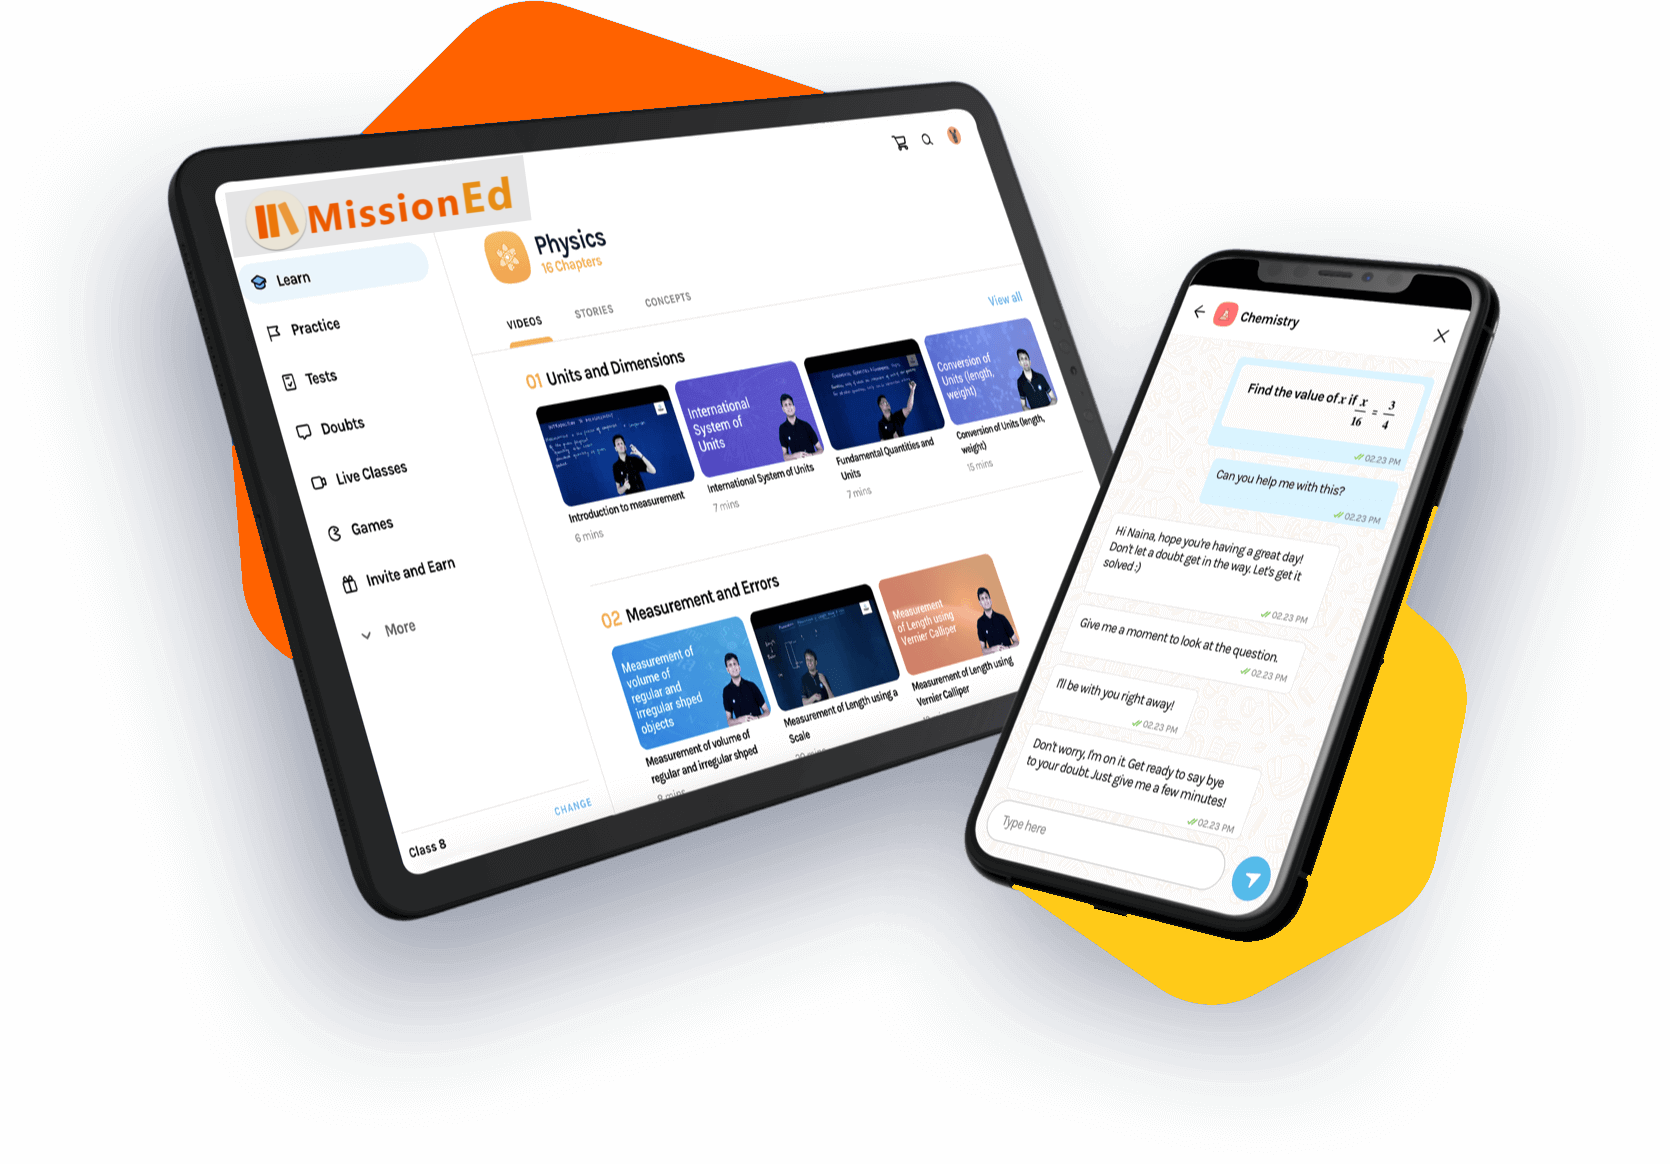 MissionEd
Learn
Practice
Tests
Doubts
Live Classes
Games
Invite and Earn
More
Class 8
CHANGE
Physics
16 Chapters
VIDEOS
STORIES
CONCEPTS
View all
01 Units and Dimensions
International
System of
Units
Conversion of
Units (length,
weight)
Introduction to measurement
6 mins
International System of Units
7 mins
Fundamental Quantities and
Units
7 mins
Conversion of Units (length,
weight)
15 mins
02 Measurement and Errors
Measurement of
volume of
regular and
irregular shped
objects
Measurement
of Length using
Vernier Calliper
Measurement of volume of
regular and irregular shped
8 mins
Measurement of Length using a
Scale
Measurement of Length using
Vernier Calliper
Chemistry
Find the value of x if x/16 = 3/4
02.23 PM
Can you help me with this?
02.23 PM
Hi Naina, hope you're having a great day!
Don't let a doubt get in the way. Let's get it
solved :)
02.23 PM
Give me a moment to look at the question.
02.23 PM
I'll be with you right away!
02.23 PM
Don't worry, I'm on it. Get ready to say bye
to your doubt. Just give me a few minutes!
02.23 PM
Type here